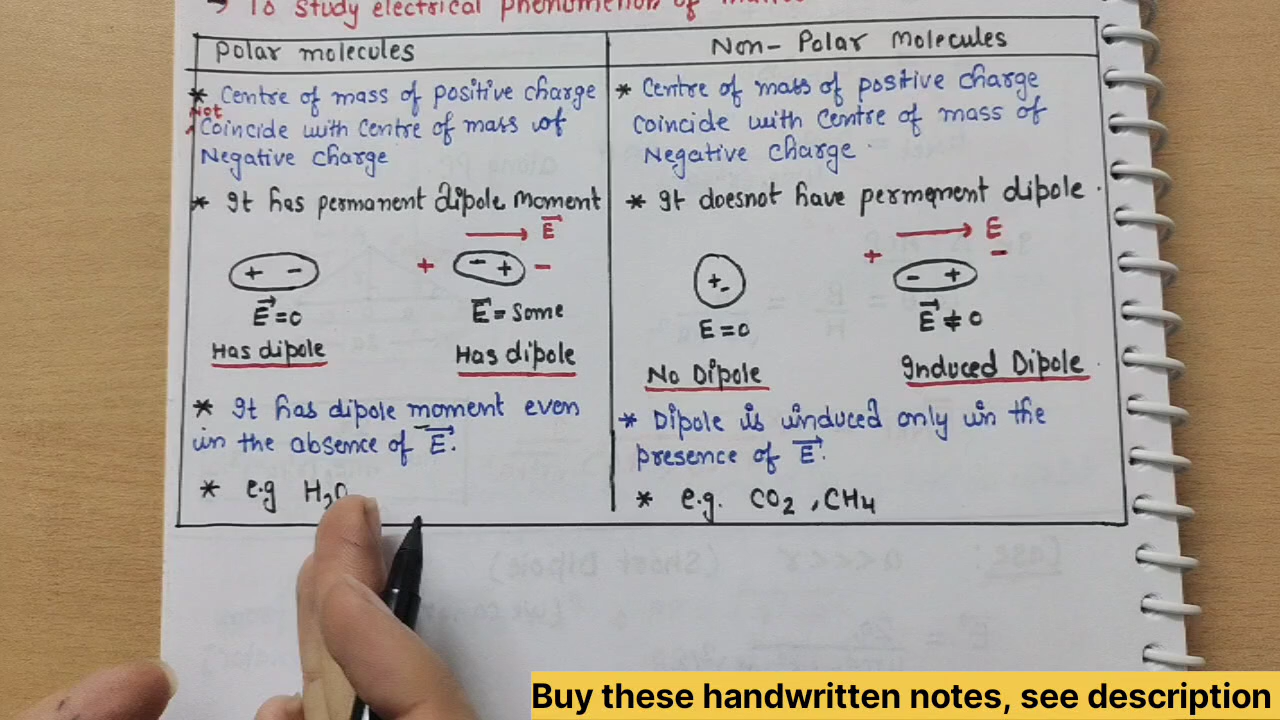 → To study electrical phenomenon of
Polar molecules
Non-Polar Molecules
* Centre of mass of positive charge
not
Coincide with Centre of mass of
Negative charge
* It has permanent dipole Moment
E
+ - + - + -
E=0 E=Some
Has dipole Has dipole
* It has dipole moment even
in the absence of E.
* e.g H2O
* Centre of mass of positive charge
Coincide with Centre of mass of
Negative charge
* It doesnot have permanent dipole.
E
+ - + - + -
E=0 E≠0
No Dipole Induced Dipole.
* Dipole is induced only in the
presence of E.
* e.g. CO2, CH4
Buy these handwritten notes, see description